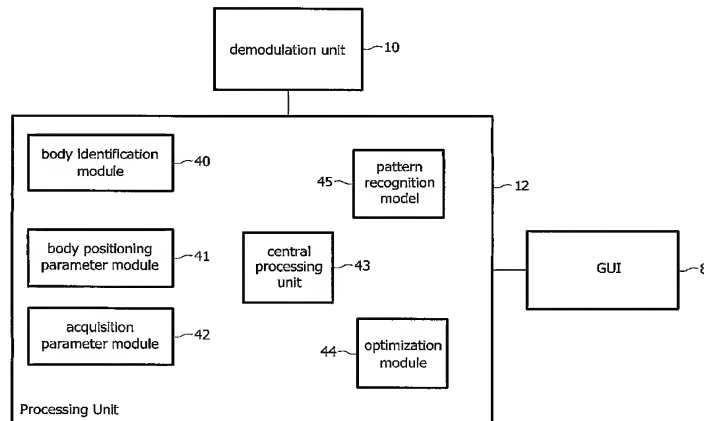 demodulation unit
10
body identification
module
40
45
pattern
recognition
model
12
body positioning
parameter module
41
central
processing
unit
43
GUI
8
acquisition
parameter module
42
44
optimization
module
Processing Unit